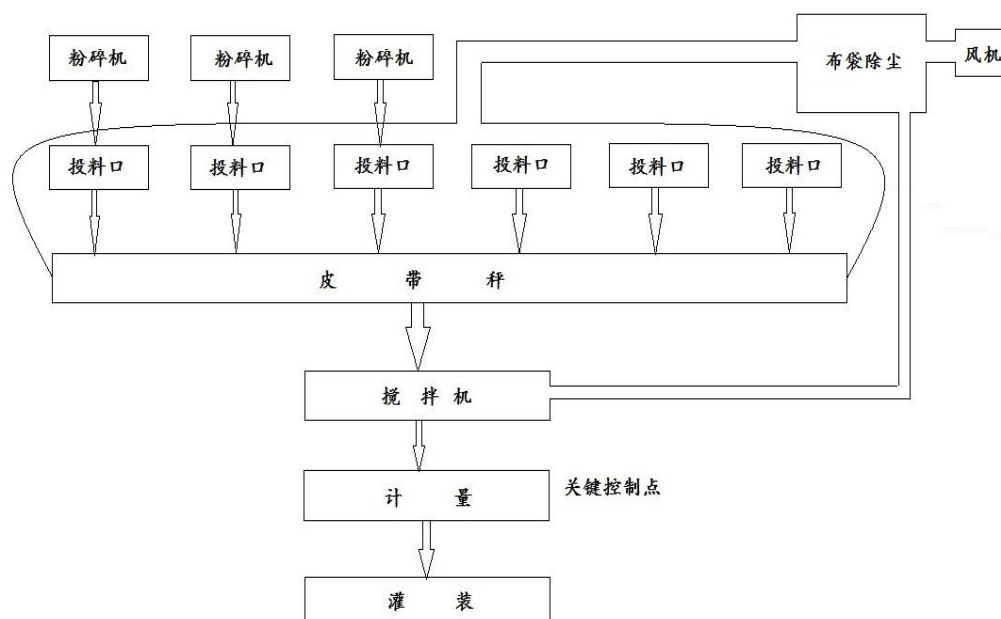 粉碎机
粉碎机
粉碎机
布袋除尘
风机
投料口
投料口
投料口
投料口
投料口
投料口
皮带秤
搅拌机
计量
关键控制点
灌装